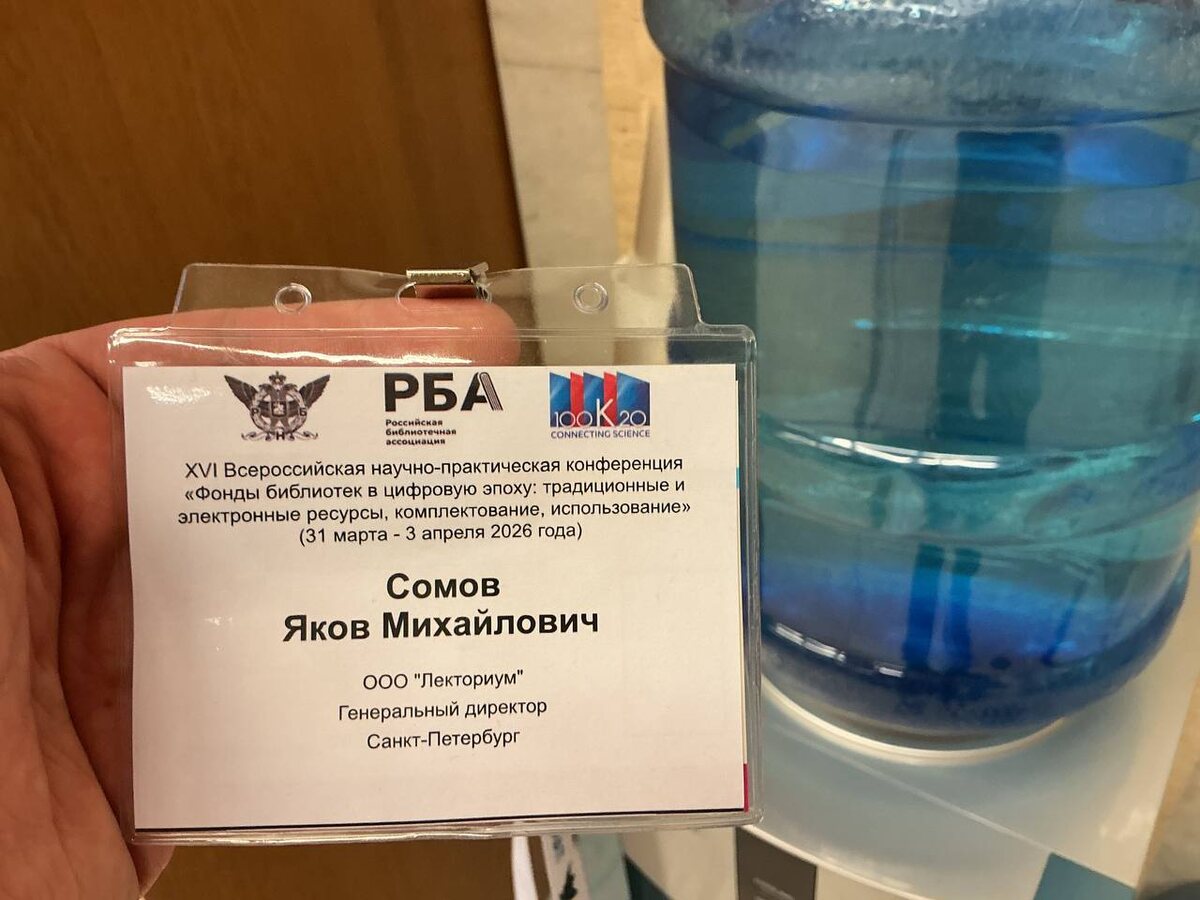 РНБ
РБА
Российская
библиотечная
ассоциация
100K20
CONNECTING SCIENCE
XVI Всероссийская научно-практическая конференция
«Фонды библиотек в цифровую эпоху: традиционные и
электронные ресурсы, комплектование, использование»
(31 марта - 3 апреля 2026 года)
Сомов
Яков Михайлович
ООО "Лекториум"
Генеральный директор
Санкт-Петербург